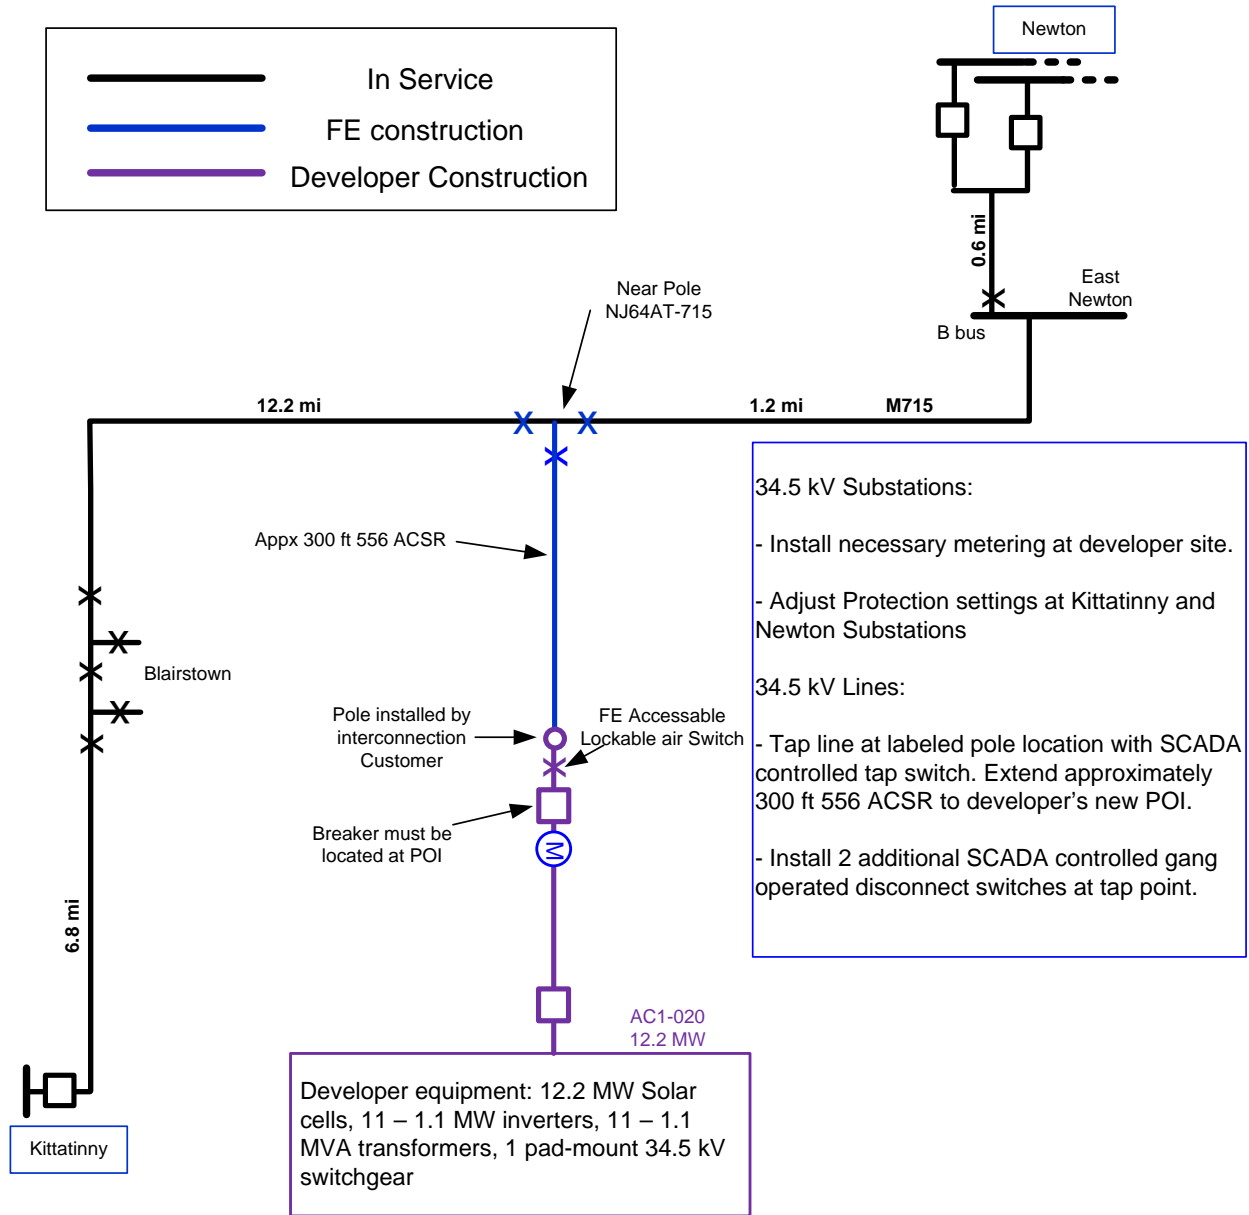 In Service
FE construction
Developer Construction
Newton
0.6 mi
East
Newton
B bus
Near Pole
NJ64AT-715
12.2 mi
1.2 mi
M715
34.5 kV Substations:
- Install necessary metering at developer site.
- Adjust Protection settings at Kittatinny and
Newton Substations
34.5 kV Lines:
- Tap line at labeled pole location with SCADA
controlled tap switch. Extend approximately
300 ft 556 ACSR to developer’s new POI.
- Install 2 additional SCADA controlled gang
operated disconnect switches at tap point.
Appx 300 ft 556 ACSR
Blairstown
Pole installed by
interconnection
Customer
FE Accessable
Lockable air Switch
Breaker must be
located at POI
M
6.8 mi
AC1-020
12.2 MW
Developer equipment: 12.2 MW Solar
cells, 11 – 1.1 MW inverters, 11 – 1.1
MVA transformers, 1 pad-mount 34.5 kV
switchgear
Kittatinny